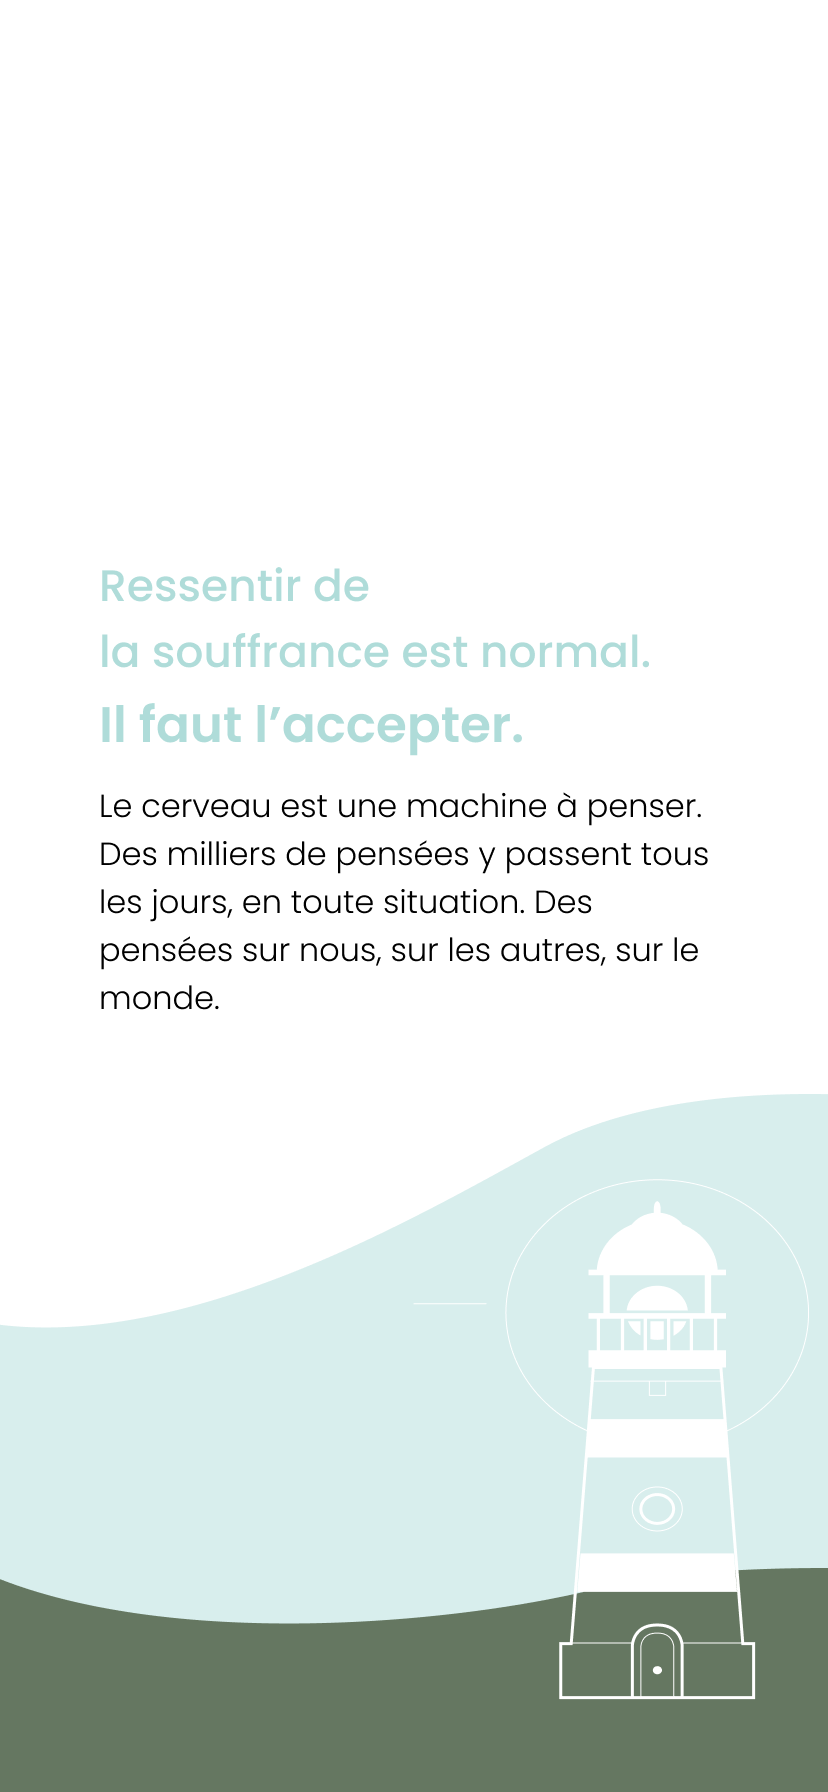 Ressentir de
la souffrance est normal.
Il faut l’accepter.
Le cerveau est une machine à penser.
Des milliers de pensées y passent tous
les jours, en toute situation. Des
pensées sur nous, sur les autres, sur le
monde.